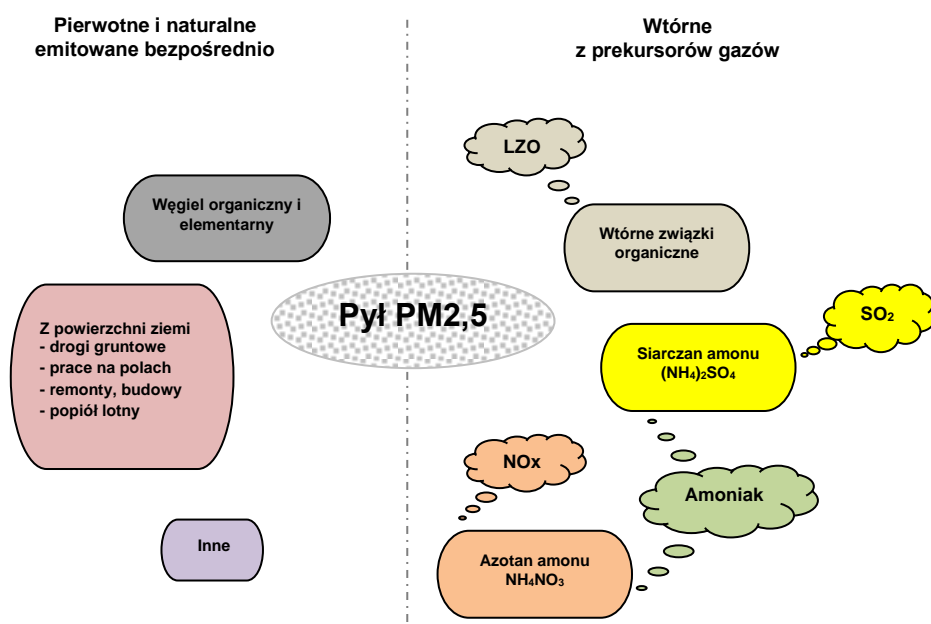 Pierwotne i naturalne
emitowane bezpośrednio
Wtórne
z prekursorów gazów
LZO
Węgiel organiczny i
elementarny
Wtórne związki
organiczne
Pył PM2,5
SO₂
Z powierzchni ziemi
- drogi gruntowe
- prace na polach
- remonty, budowy
- popiół lotny
Siarczan amonu
(NH₄)₂SO₄
NOx
Amoniak
Inne
Azotan amonu
NH₄NO₃